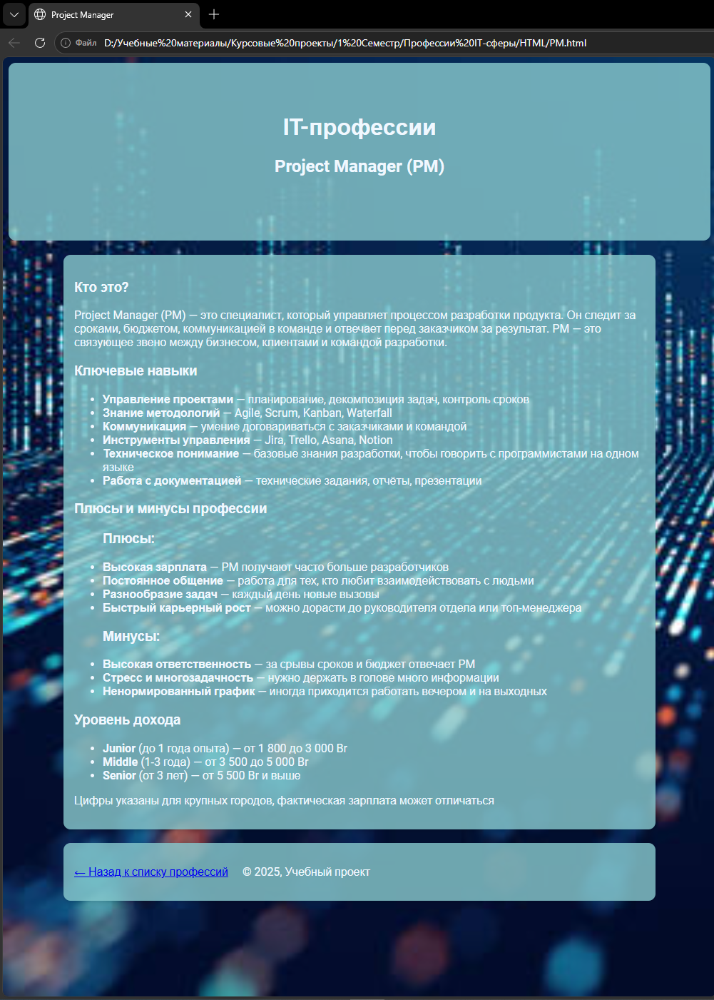 Project Manager
Файл D:/Учебные%20материалы/Курсовые%20проекты/1%20Семестр/Профессии%20IT-сферы/HTML/PM.html
IT-профессии
Project Manager (PM)
Кто это?
Project Manager (PM) — это специалист, который управляет процессом разработки продукта. Он следит за
сроками, бюджетом, коммуникацией в команде и отвечает перед заказчиком за результат. PM — это
связующее звено между бизнесом, клиентами и командой разработки.
Ключевые навыки
• Управление проектами — планирование, декомпозиция задач, контроль сроков
• Знание методологий — Agile, Scrum, Kanban, Waterfall
• Коммуникация — умение договариваться с заказчиками и командой
• Инструменты управления — Jira, Trello, Asana, Notion
• Техническое понимание — базовые знания разработки, чтобы говорить с программистами на одном
языке
• Работа с документацией — технические задания, отчёты, презентации
Плюсы и минусы профессии
Плюсы:
• Высокая зарплата — PM получают часто больше разработчиков
• Постоянное общение — работа для тех, кто любит взаимодействовать с людьми
• Разнообразие задач — каждый день новые вызовы
• Быстрый карьерный рост — можно дорасти до руководителя отдела или топ-менеджера
Минусы:
• Высокая ответственность — за срывы сроков и бюджет отвечает PM
• Стресс и многозадачность — нужно держать в голове много информации
• Ненормированный график — иногда приходится работать вечером и на выходных
Уровень дохода
• Junior (до 1 года опыта) — от 1 800 до 3 000 Br
• Middle (1-3 года) — от 3 500 до 5 000 Br
• Senior (от 3 лет) — от 5 500 Br и выше
Цифры указаны для крупных городов, фактическая зарплата может отличаться
← Назад к списку профессий © 2025, Учебный проект